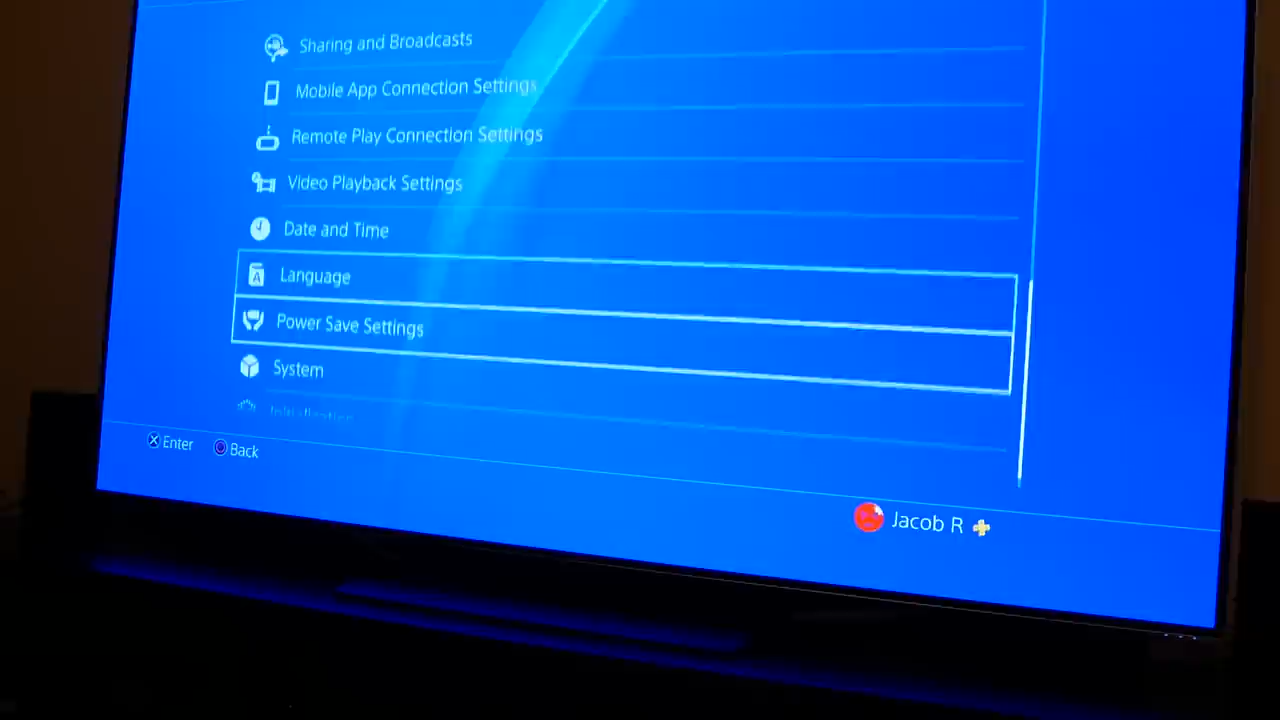 Sharing and Broadcasts
Mobile App Connection Settings
Remote Play Connection Settings
Video Playback Settings
Date and Time
Language
Power Save Settings
System
Initialization
Enter Back
Jacob R